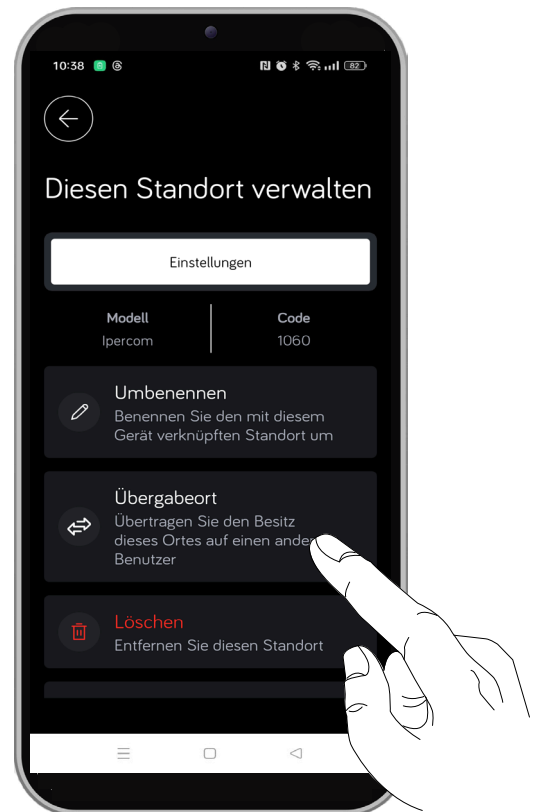 10:38
82
Diesen Standort verwalten
Einstellungen
Modell
Code
Ipercom
1060
Umbenennen
Benennen Sie den mit diesem
Gerät verknüpften Standort um
Übergabeort
Übertragen Sie den Besitz
dieses Ortes auf einen
Benutzer
Löschen
Entfernen Sie diesen Standort